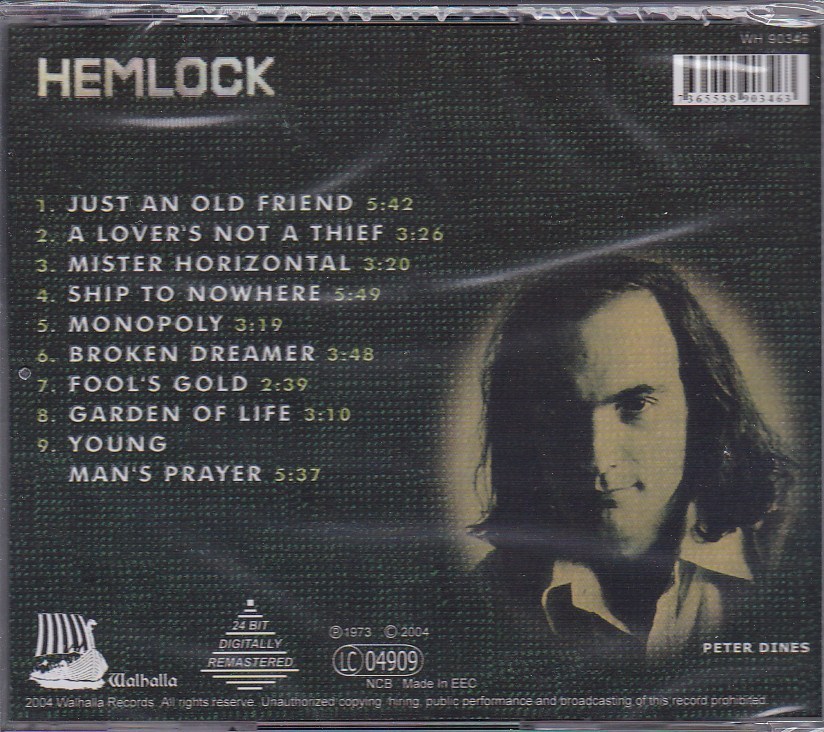 WH 90346
HEMLOCK
7365538 903463
1. JUST AN OLD FRIEND 5:42
2. A LOVER'S NOT A THIEF 3:26
3. MISTER HORIZONTAL 3:20
4. SHIP TO NOWHERE 5:49
5. MONOPOLY 3:19
6. BROKEN DREAMER 3:48
7. FOOL'S GOLD 2:39
8. GARDEN OF LIFE 3:10
9. YOUNG
MAN'S PRAYER 5:37
PETER DINES
Walhalla
24 BIT
DIGITALLY
REMASTERED
℗1973 ©2004
LC 04909
NCB Made in EEC
2004 Walhalla Records All rights reserve. Unauthorized copying hiring, public performance and broadcasting of this record prohibited